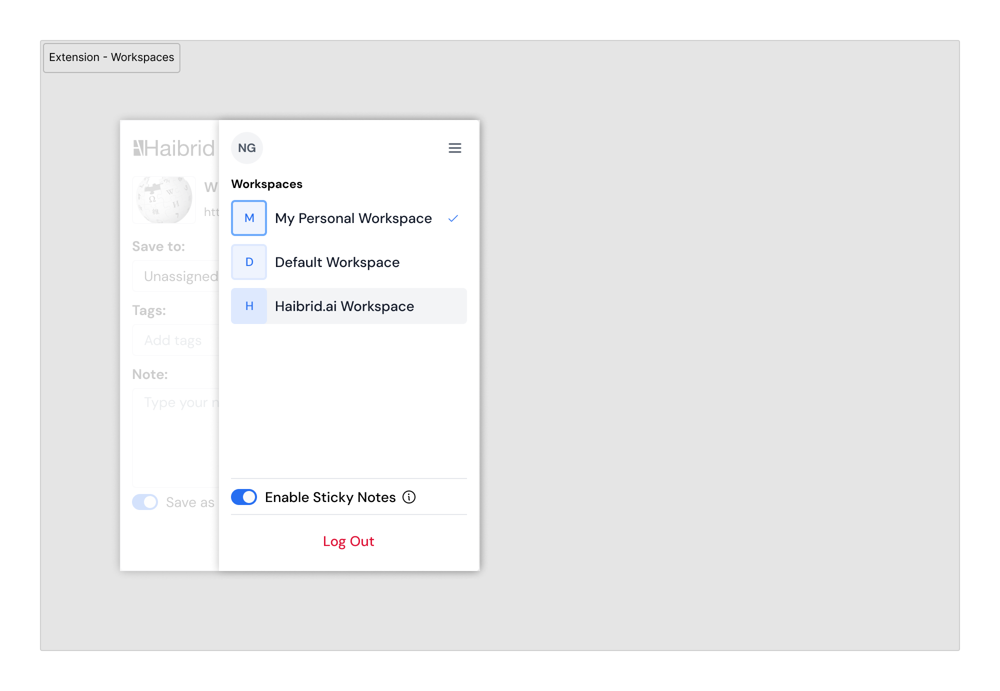 Extension - Workspaces
Haibrid
NG
Workspaces
M My Personal Workspace
D Default Workspace
H Haibrid.ai Workspace
Save to:
Unassigned
Tags:
Add tags
Note:
Type your
Save as
Enable Sticky Notes
Log Out